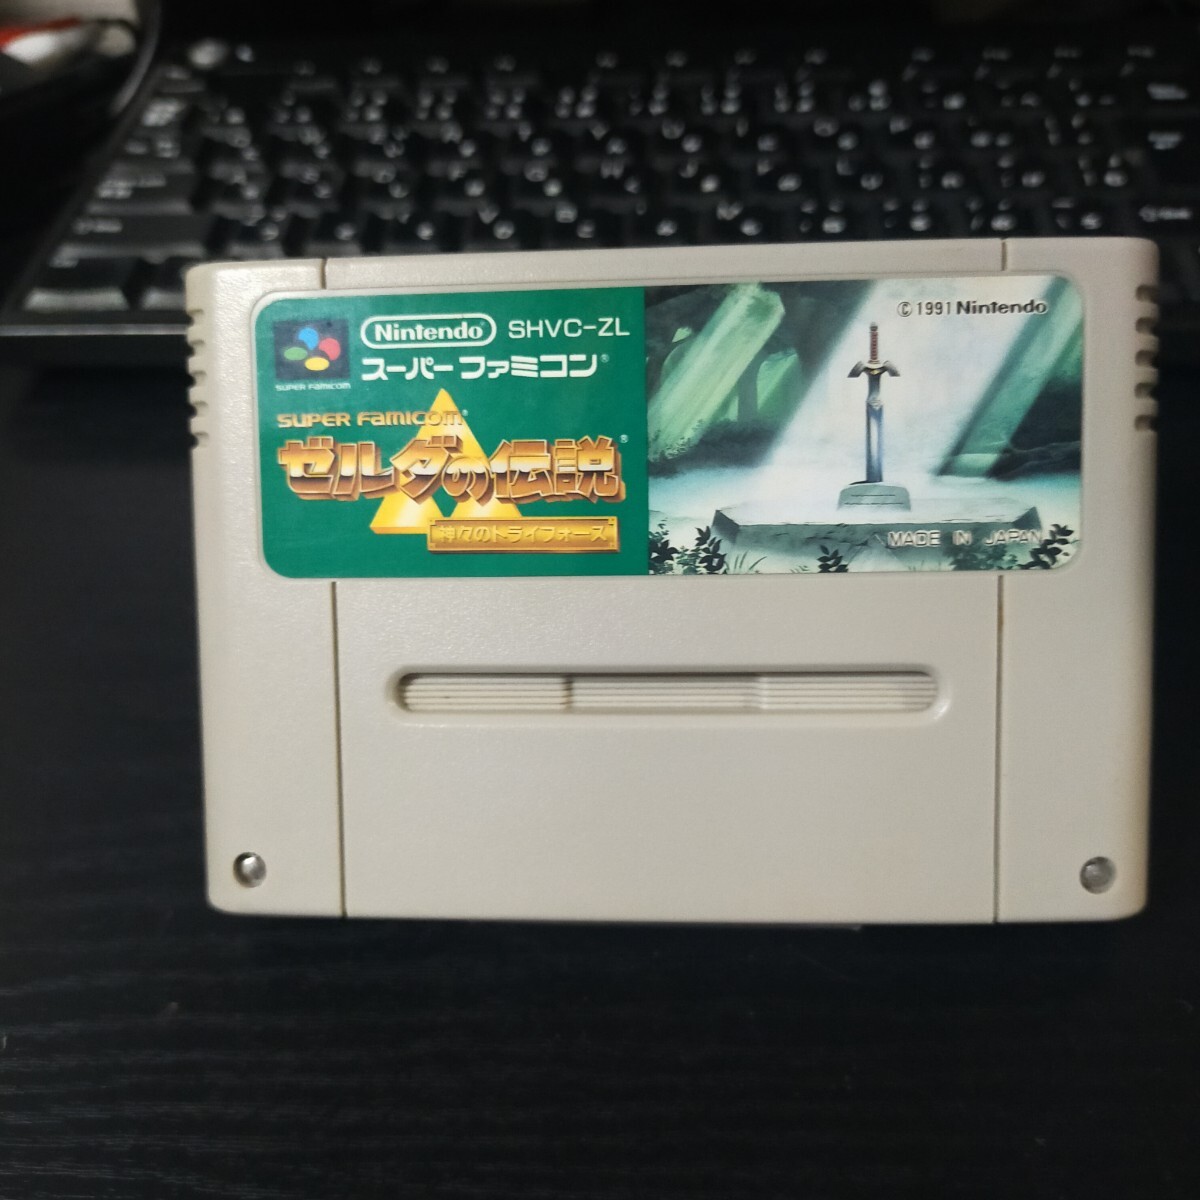 Nintendo SHVC-ZL
スーパーファミコン®
SUPER FAMICOM
SUPER FAMICOM®
ゼルダの伝説®
神々のトライフォース
© 1991 Nintendo
MADE IN JAPAN